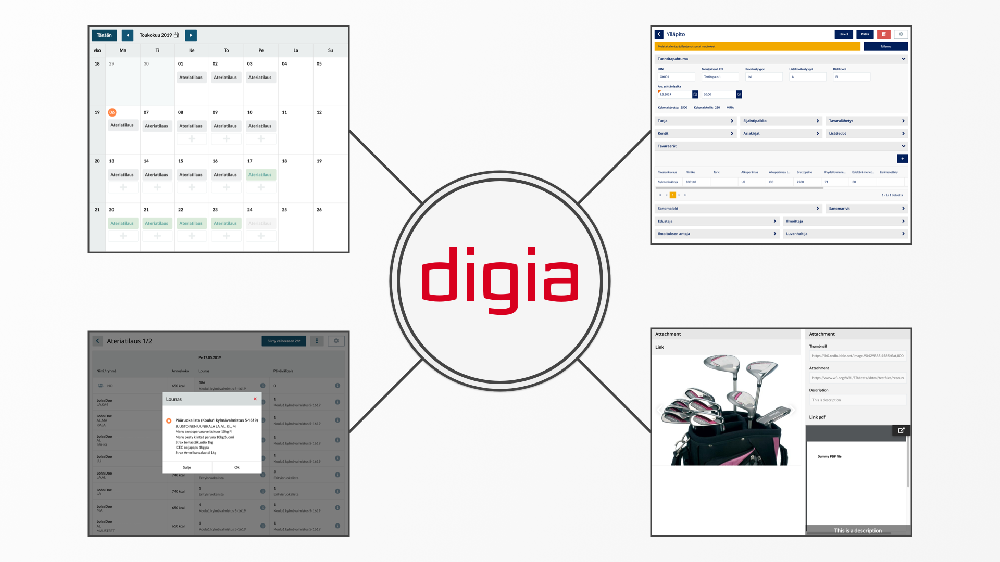 Tänään
Toukokuu 2019
vko Ma Ti Ke To Pe La Su
18 29 30 01 02 03 04 05
Ateriatilaus Ateriatilaus Ateriatilaus
19 06 07 08 09 10 11 12
Ateriatilaus Ateriatilaus Ateriatilaus Ateriatilaus Ateriatilaus
20 13 14 15 16 17 18 19
Ateriatilaus Ateriatilaus Ateriatilaus Ateriatilaus Ateriatilaus
21 20 21 22 23 24 25 26
Ateriatilaus Ateriatilaus Ateriatilaus Ateriatilaus Ateriatilaus
Ylläpito Lähetä Päätä
Muista tallentaa tallentamattomat muutokset Tallenna
Tuontitapahtuma
LRN Toissijainen LRN Ilmoitustyyppi Lisäilmoitustyyppi Kielikoodi
XX001 Testitapaus 1 IM A FI
Arv. esittämisaika
9.5.2019 10:00
Kokonaisbrutto: 2500 Kokonaiskollit: 250 MRN:
Tuoja Sijaintipaikka Tavaralähetys
Kontit Asiakirjat Lisätiedot
Tavaraerät
+
Tavarankuvaus Nimike Taric Alkuperämaa Alkuperämaa, t... Bruttopaino Pyydetty mene... Edeltävä menet... Lisämenettely
Sylinterilukkoja 830140 US OC 2500 71 00
1 1 - 1 / 1 tietuetta
Sanomaloki Sanomarivit
Edustaja Ilmoittaja
Ilmoituksen antaja Luvanhaltija
digia
Ateriatilaus 1/2 Siirry vaiheeseen 2/2
Pe 17.05.2019
Nimi / ryhmä Annoskoko Lounas Päivävälipala
NO 650 kcal 186 0
Koulu1 kylmävalmistus 5-1619
John Doe 1
LA,KA4 Koulu1 kylmävalmistus 5-1619
John Doe 1
AL,MA Koulu1 kylmävalmistus 5-1619
KALA
John Doe 1
AL Koulu1 kylmävalmistus 5-1619
PÄHKI
John Doe 1
LU Koulu1 kylmävalmistus 5-1619
John Doe 740 kcal 5
LA,AL Erityisruokalista Erityisruokalista
John Doe 740 kcal 1 1
LA Erityisruokalista Erityisruokalista
John Doe 650 kcal 4 1
MA Koulu1 kylmävalmistus 5-1619 Koulu1 kylmävalmistus 5-1619
John Doe 650 kcal 1 1
AL Koulu1 kylmävalmistus 5-1619 Koulu1 kylmävalmistus 5-1619
MAUSTEET
Lounas
Pääruokalista (Koulu1 kylmävalmistus 5-1619)
JUUSTOINEN UUNIKALA LA, VL, GL, M
Menu annosperuna veitsikuor 10kg FI
Menu pesty kiinteä peruna 10kg Suomi
Strax tomaattikuutio 1kg
ICEC soijapapu 1kg pa
Strax Amerikansalaatti 1kg
Sulje Ok
Attachment
Link
Attachment
Thumbnail
https://ih0.redbubble.net/image.90429885.4585/flat,800
Attachment
https://www.w3.org/WAI/ER/tests/xhtml/testfiles/resour
Description
This is description
Link pdf
Dummy PDF file
This is a description